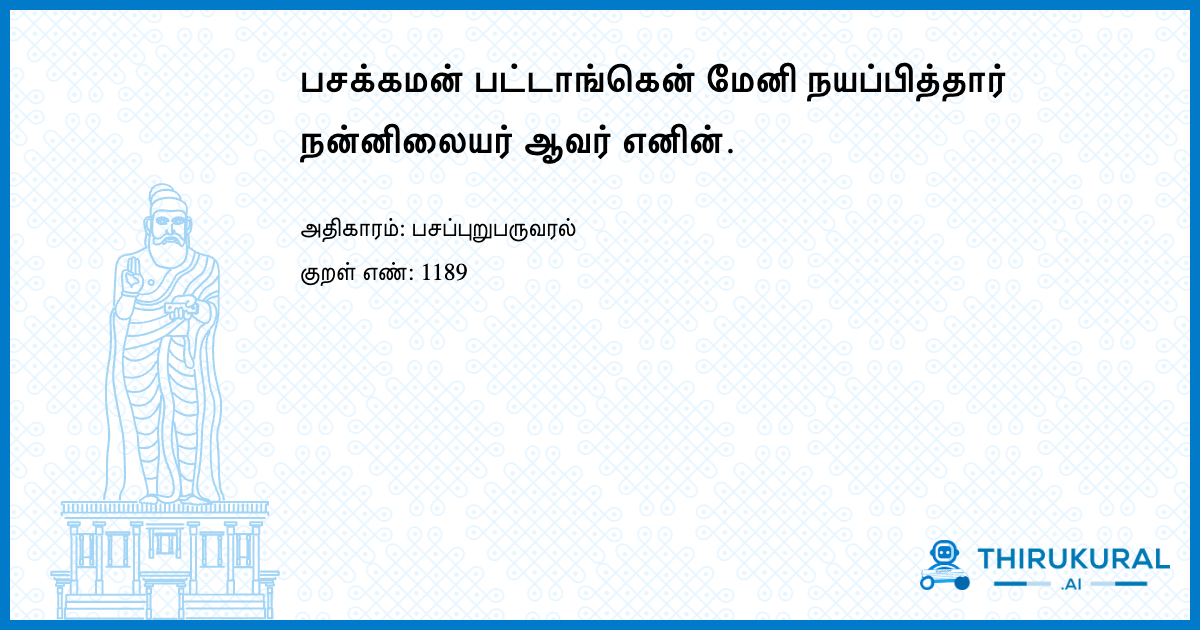 பசக்கமன் பட்டாங்கென் மேனி நயப்பித்தார்
நன்னிலையர் ஆவர் எனின்.
அதிகாரம்: பசப்புறுபருவரல்
குறள் எண்: 1189
THIRUKURAL
.AI